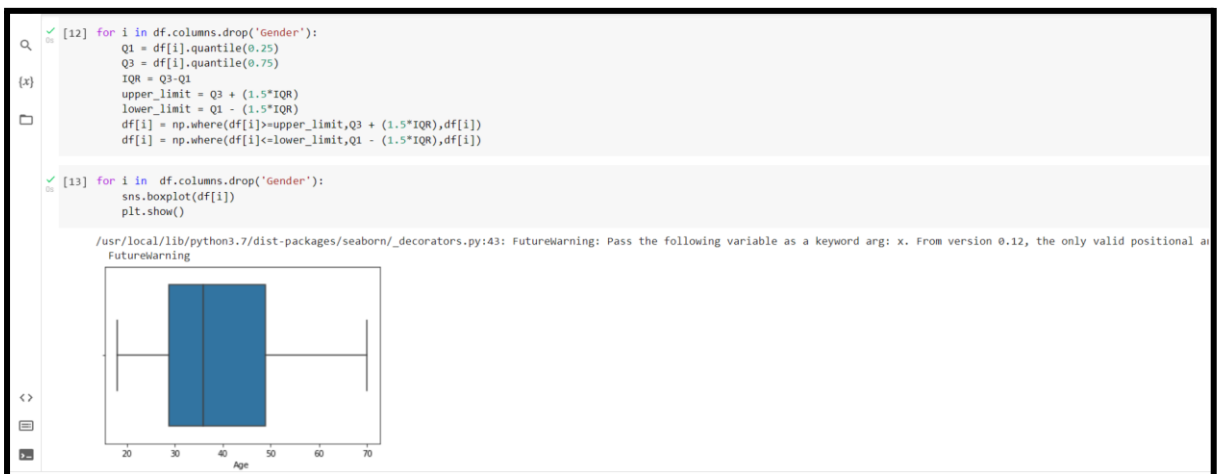 [12] for i in df.columns.drop('Gender'):
Q1 = df[i].quantile(0.25)
Q3 = df[i].quantile(0.75)
IQR = Q3-Q1
upper_limit = Q3 + (1.5*IQR)
lower_limit = Q1 - (1.5*IQR)
df[i] = np.where(df[i]>=upper_limit,Q3 + (1.5*IQR),df[i])
df[i] = np.where(df[i]<=lower_limit,Q1 - (1.5*IQR),df[i])
0s
{x}
[13] for i in  df.columns.drop('Gender'):
sns.boxplot(df[i])
plt.show()
0s
/usr/local/lib/python3.7/dist-packages/seaborn/_decorators.py:43: FutureWarning: Pass the following variable as a keyword arg: x. From version 0.12, the only valid positional
FutureWarning
20 30 40 50 60 70
Age